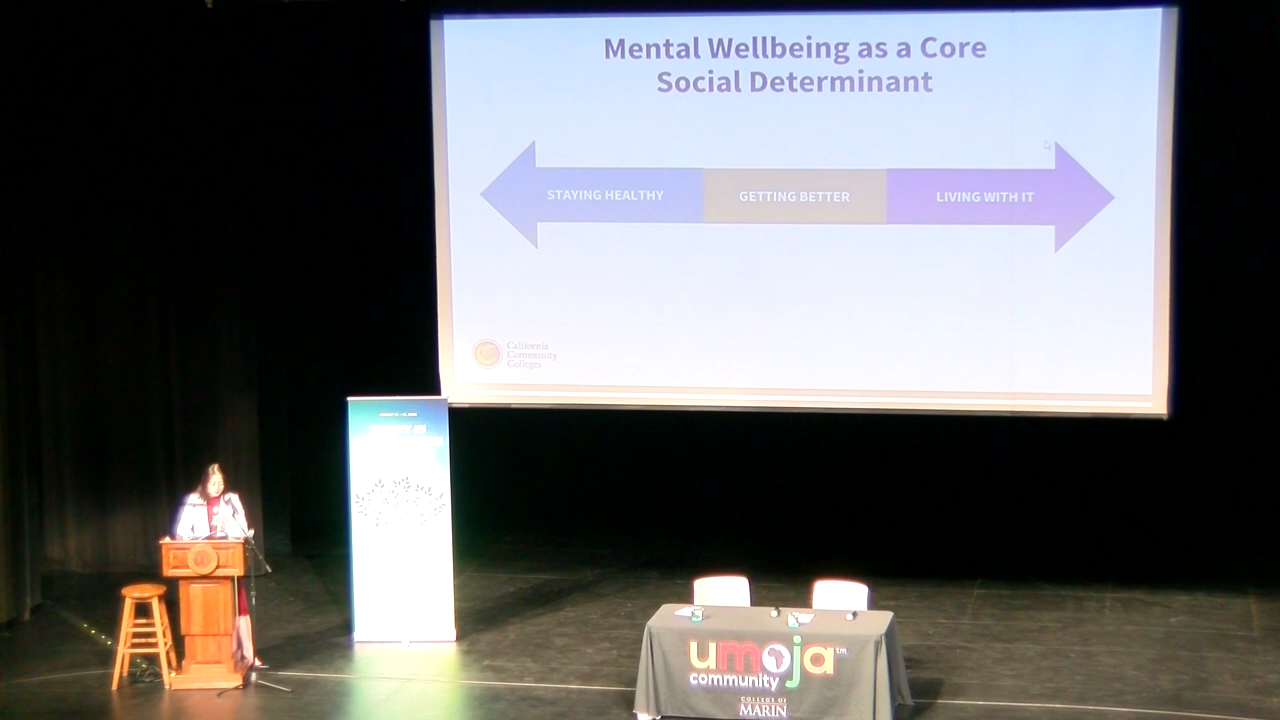 Mental Wellbeing as a Core
Social Determinant
STAYING HEALTHY
GETTING BETTER
LIVING WITH IT
California
Community
Colleges
umoja™
community
COLLEGE OF
MARIN